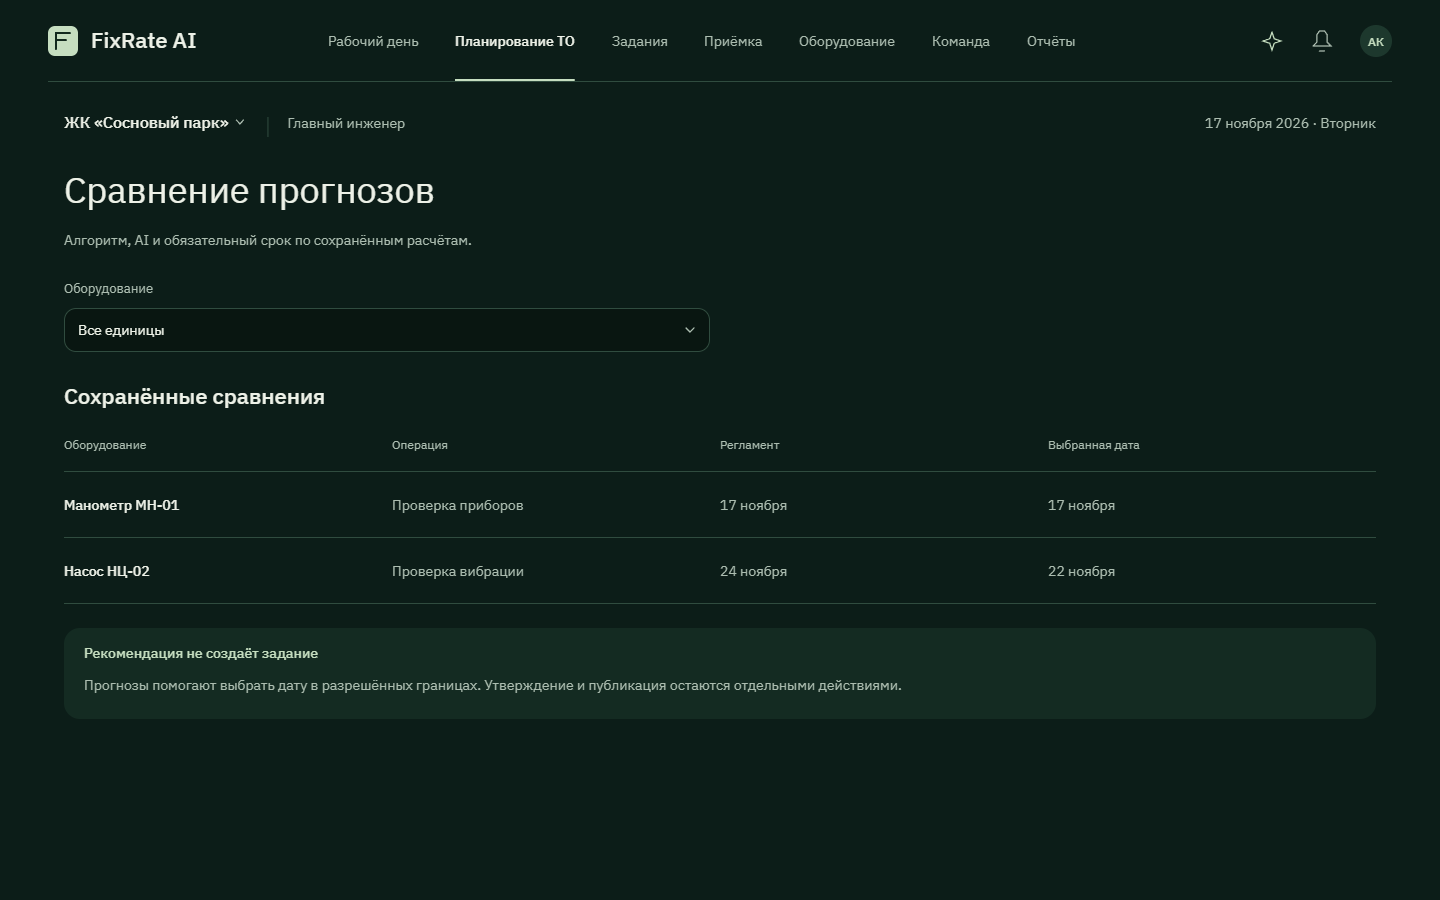 FixRate AI
Рабочий день
Планирование ТО
Задания
Приёмка
Оборудование
Команда
Отчёты
АК
ЖК «Сосновый парк»
Главный инженер
17 ноября 2026 · Вторник
Сравнение прогнозов
Алгоритм, AI и обязательный срок по сохранённым расчётам.
Оборудование
Все единицы
Сохранённые сравнения
Оборудование Операция Регламент Выбранная дата
Манометр МН-01 Проверка приборов 17 ноября 17 ноября
Насос НЦ-02 Проверка вибрации 24 ноября 22 ноября
Рекомендация не создаёт задание
Прогнозы помогают выбрать дату в разрешённых границах. Утверждение и публикация остаются отдельными действиями.